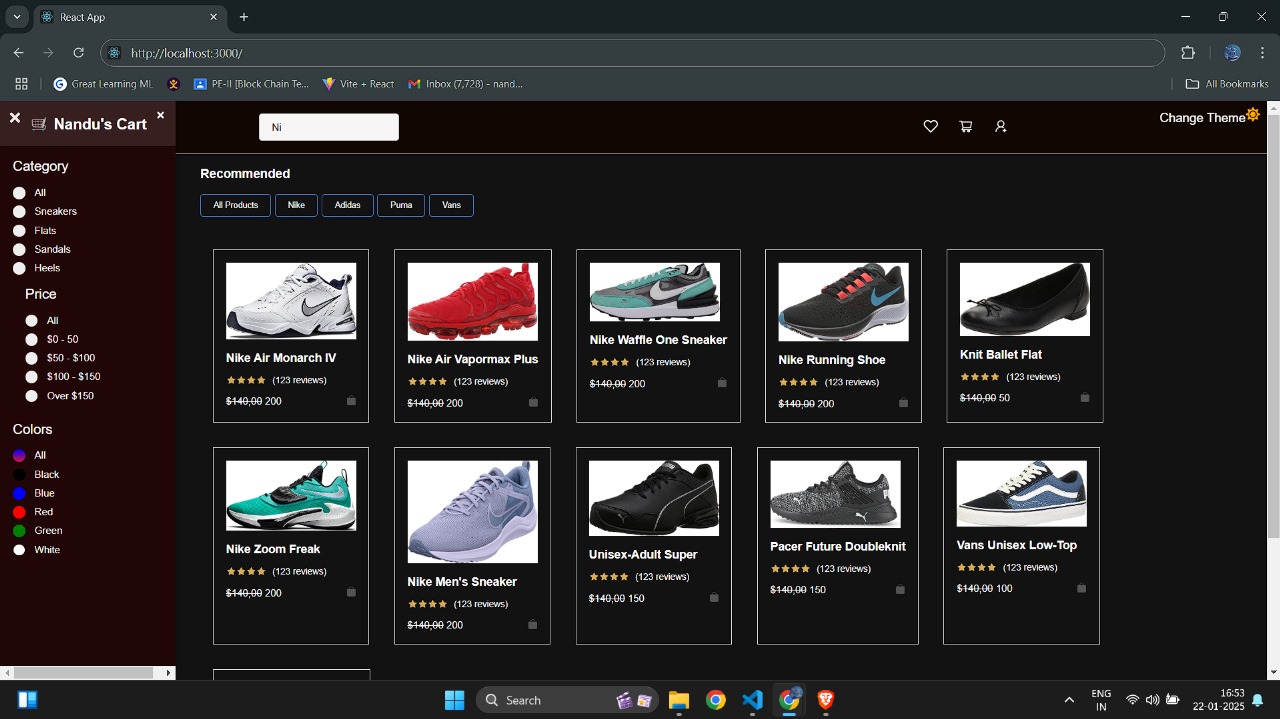 React App
http://localhost:3000/
Great Learning ML
PE-II [Block Chain Te...
Vite + React
Inbox (7,728) - nand...
All Bookmarks
Nandu's Cart
Ni
Change Theme
Category
All
Sneakers
Flats
Sandals
Heels
Price
All
$0 - 50
$50 - $100
$100 - $150
Over $150
Colors
All
Black
Blue
Red
Green
White
Recommended
All Products Nike Adidas Puma Vans
Nike Air Monarch IV
(123 reviews)
$140,00 200
Nike Air Vapormax Plus
(123 reviews)
$140,00 200
Nike Waffle One Sneaker
(123 reviews)
$140,00 200
Nike Running Shoe
(123 reviews)
$140,00 200
Knit Ballet Flat
(123 reviews)
$140,00 50
Nike Zoom Freak
(123 reviews)
$140,00 200
Nike Men's Sneaker
(123 reviews)
$140,00 200
Unisex-Adult Super
(123 reviews)
$140,00 150
Pacer Future Doubleknit
(123 reviews)
$140,00 150
Vans Unisex Low-Top
(123 reviews)
$140,00 100
Search
ENG
IN
16:53
22-01-2025